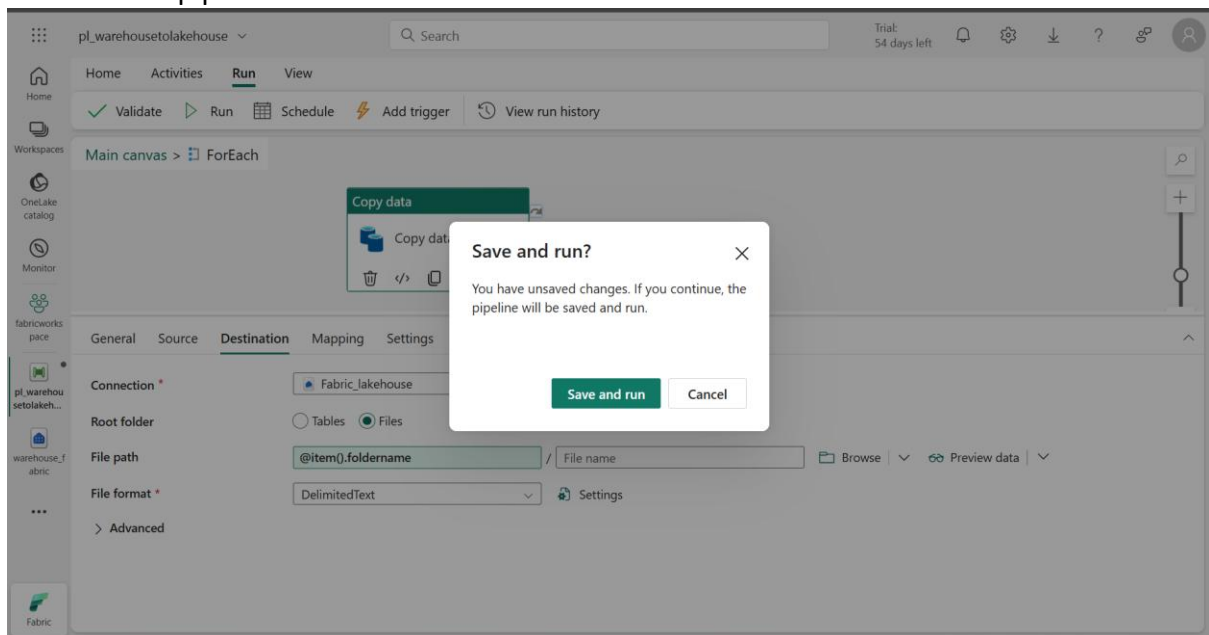 pl_warehousetolakehouse
Search
Trial:
54 days left
Home Activities Run View
Home
Validate Run Schedule Add trigger View run history
Workspaces
Main canvas > ForEach
OneLake
catalog
Copy data
Copy dat
Monitor
Save and run?
You have unsaved changes. If you continue, the
pipeline will be saved and run.
Save and run Cancel
fabricworks
pace
General Source Destination Mapping Settings
pl_warehou
setolakeh...
Connection *
Fabric_lakehouse
Root folder
Tables Files
warehouse_f
abric
File path
@item().foldername / File name Browse Preview data
File format *
DelimitedText Settings
Advanced
Fabric